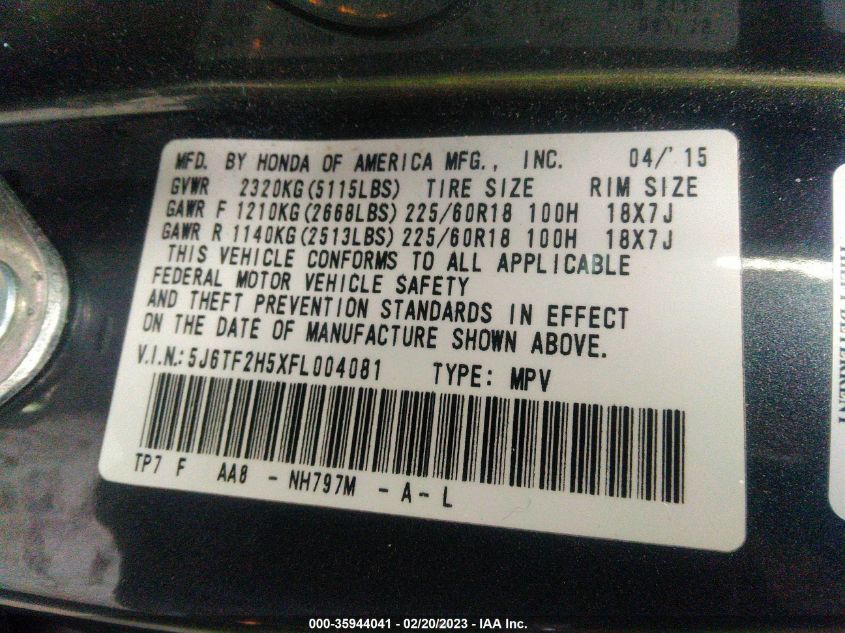 MFD. BY HONDA OF AMERICA MFG., INC. 04/'15
GVWR 2320KG(5115LBS) TIRE SIZE RIM SIZE
GAWR F 1210KG(2668LBS) 225/60R18 100H 18X7J
GAWR R 1140KG(2513LBS) 225/60R18 100H 18X7J
THIS VEHICLE CONFORMS TO ALL APPLICABLE
FEDERAL MOTOR VEHICLE SAFETY
AND THEFT PREVENTION STANDARDS IN EFFECT
ON THE DATE OF MANUFACTURE SHOWN ABOVE.
V.I.N.: 5J6TF2H5XFL004081 TYPE: MPV
TP7 F AA8 - NH797M - A - L
THEFT DETERRENT
000-35944041 - 02/20/2023 - IAA Inc.